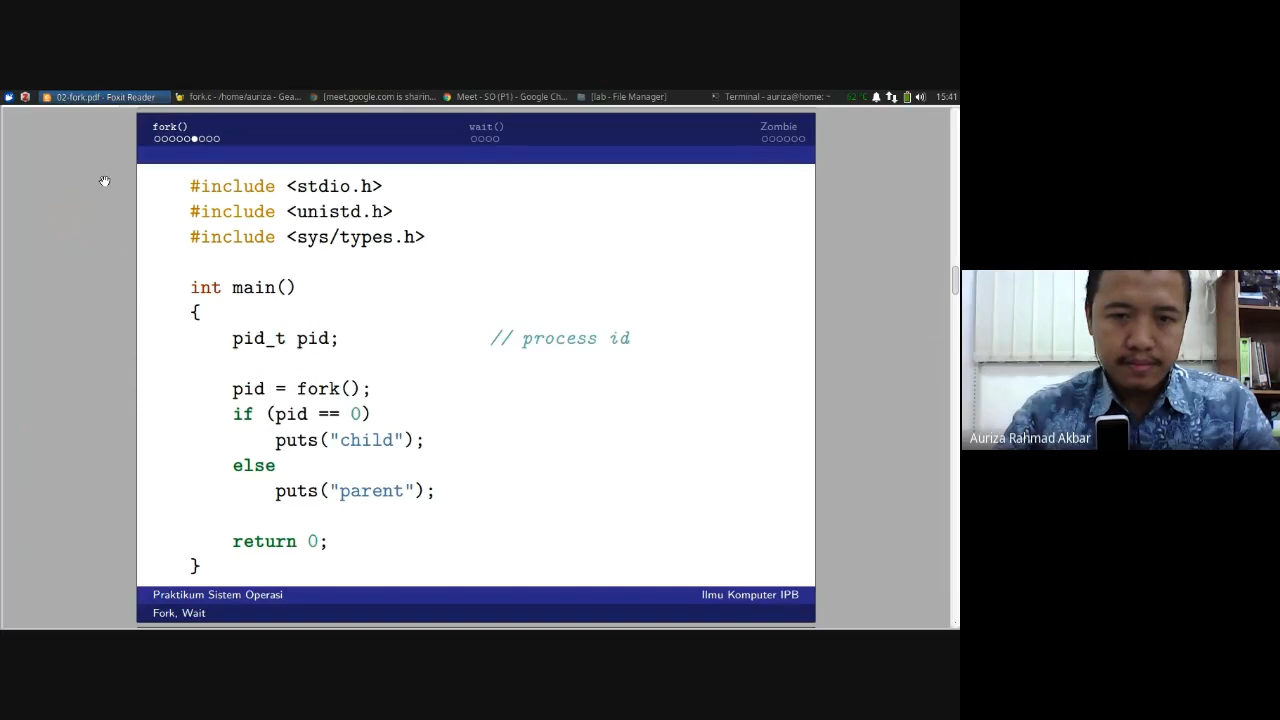 02-fork.pdf - Foxit Reader
fork.c - /home/auriza - Gea...
[meet.google.com is sharin...
Meet - SO (P1) - Google Ch...
[lab - File Manager]
Terminal - auriza@home: ~
62 °C
15:41
fork()
wait()
Zombie
#include <stdio.h>
#include <unistd.h>
#include <sys/types.h>
int main()
{
pid_t pid; // process id
pid = fork();
if (pid == 0)
puts("child");
else
puts("parent");
return 0;
}
Praktikum Sistem Operasi
Ilmu Komputer IPB
Fork, Wait
Auriza Rahmad Akbar